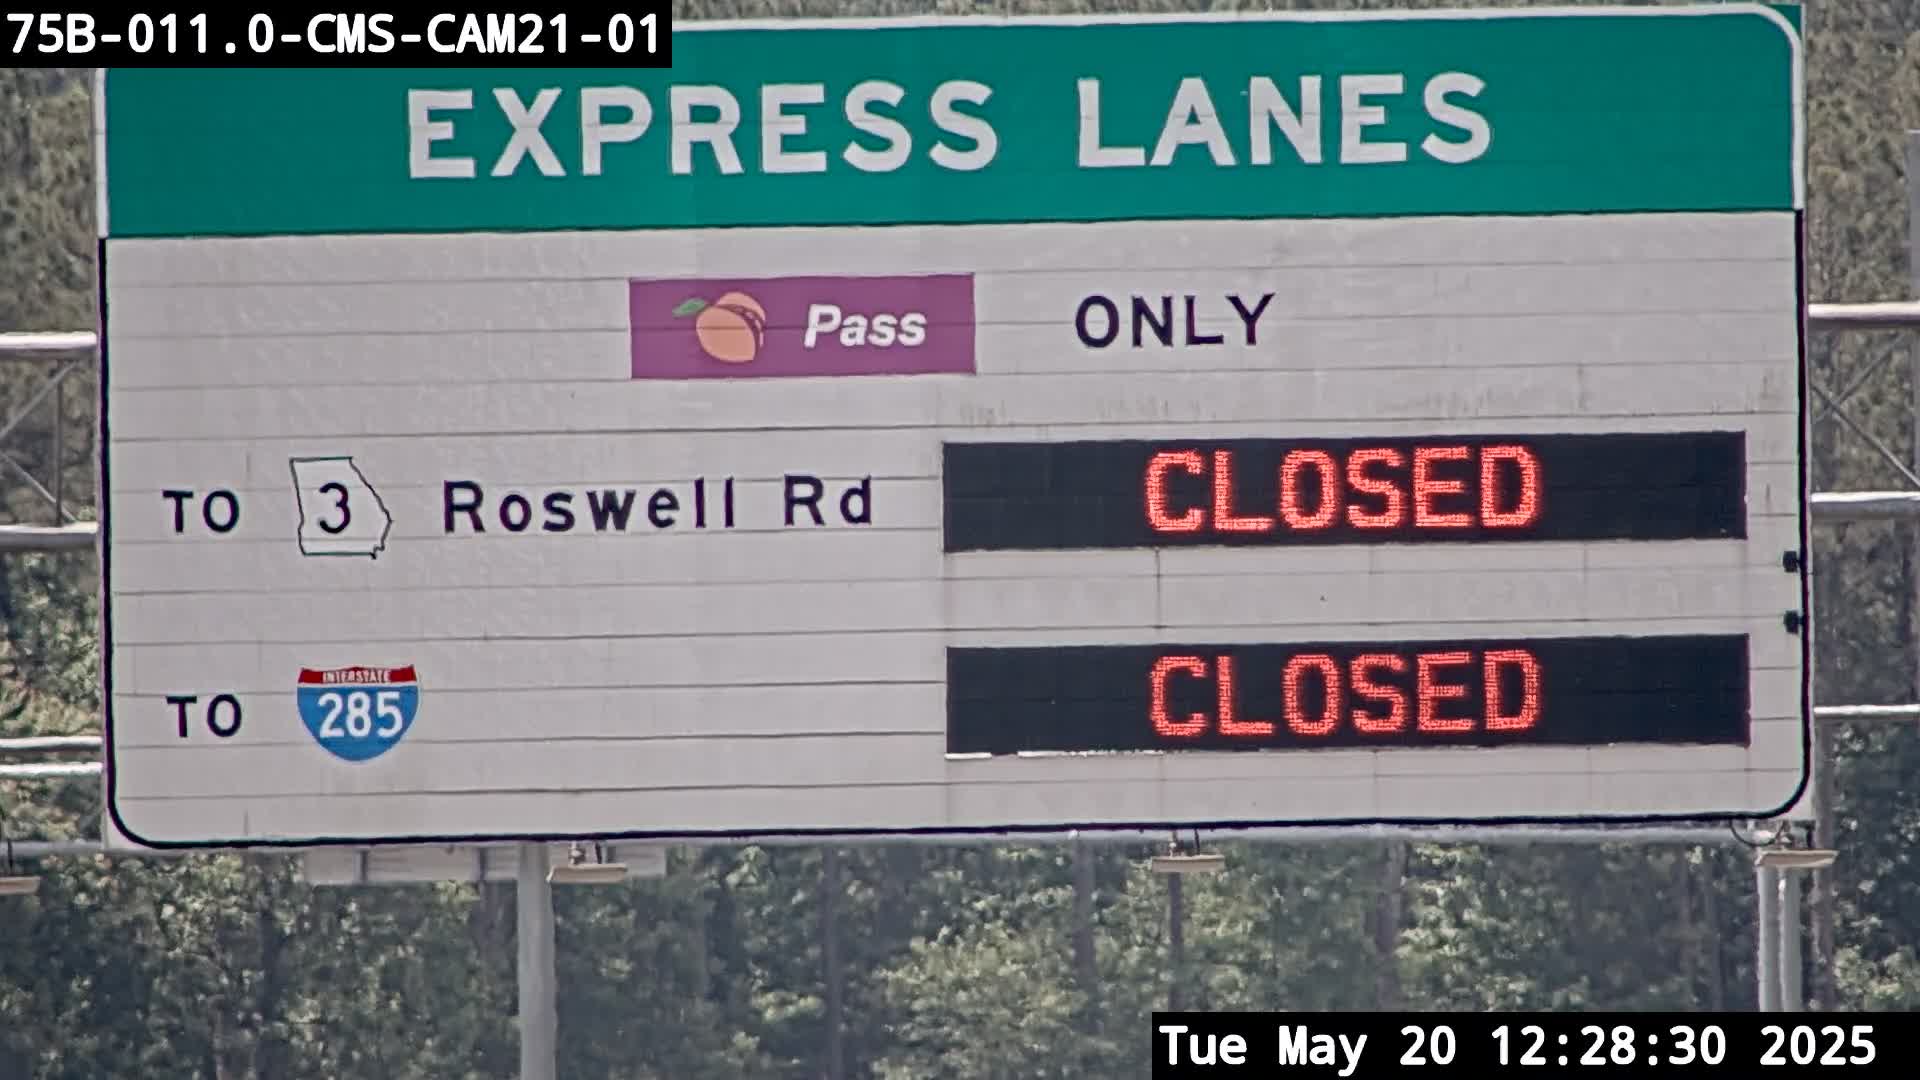 75B-011.0-CMS-CAM21-01
EXPRESS LANES
Pass ONLY
TO 3 Roswell Rd CLOSED
INTERSTATE
TO 285 CLOSED
Tue May 20 12:28:30 2025